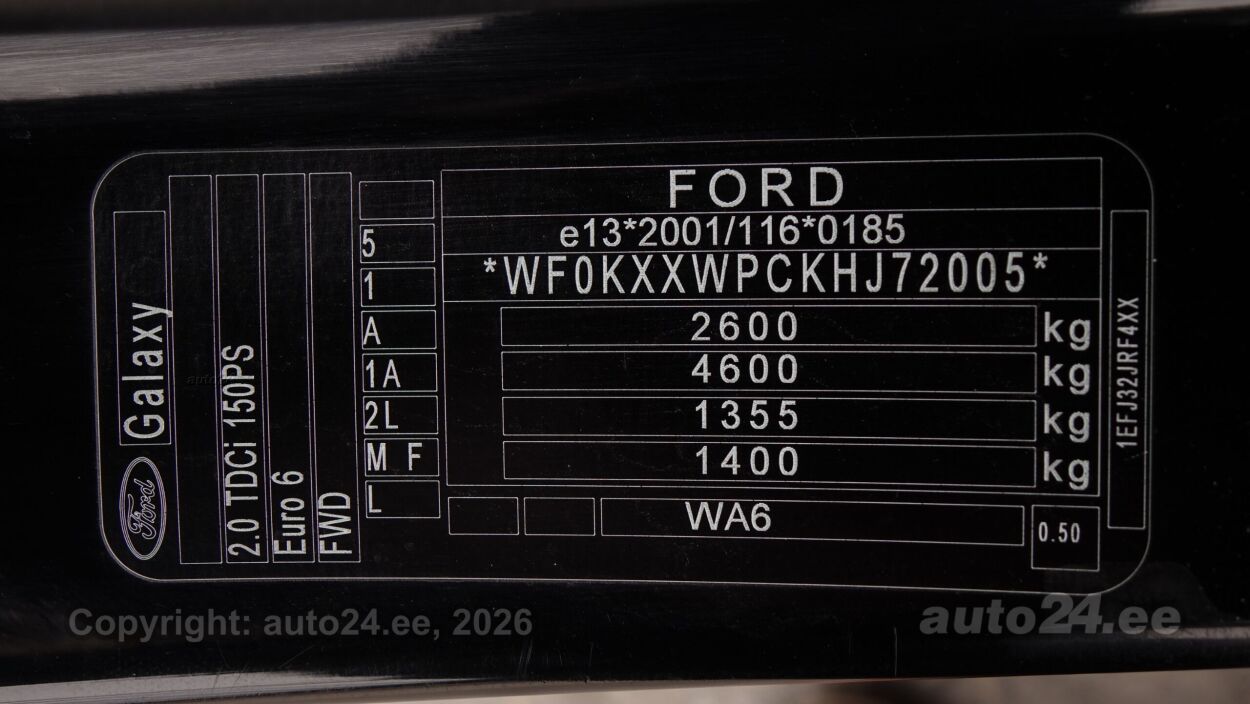 FORD
e13*2001/116*0185
*WF0KXXWPCKHJ72005*
2600 kg
4600 kg
1355 kg
1400 kg
WA6
0.50
1EFJ32JRF4XX
5
1
A
1A
2L
M F
L
Galaxy
Ford
2.0 TDCi 150PS
Euro 6
FWD
Copyright: auto24.ee, 2026
auto24.ee